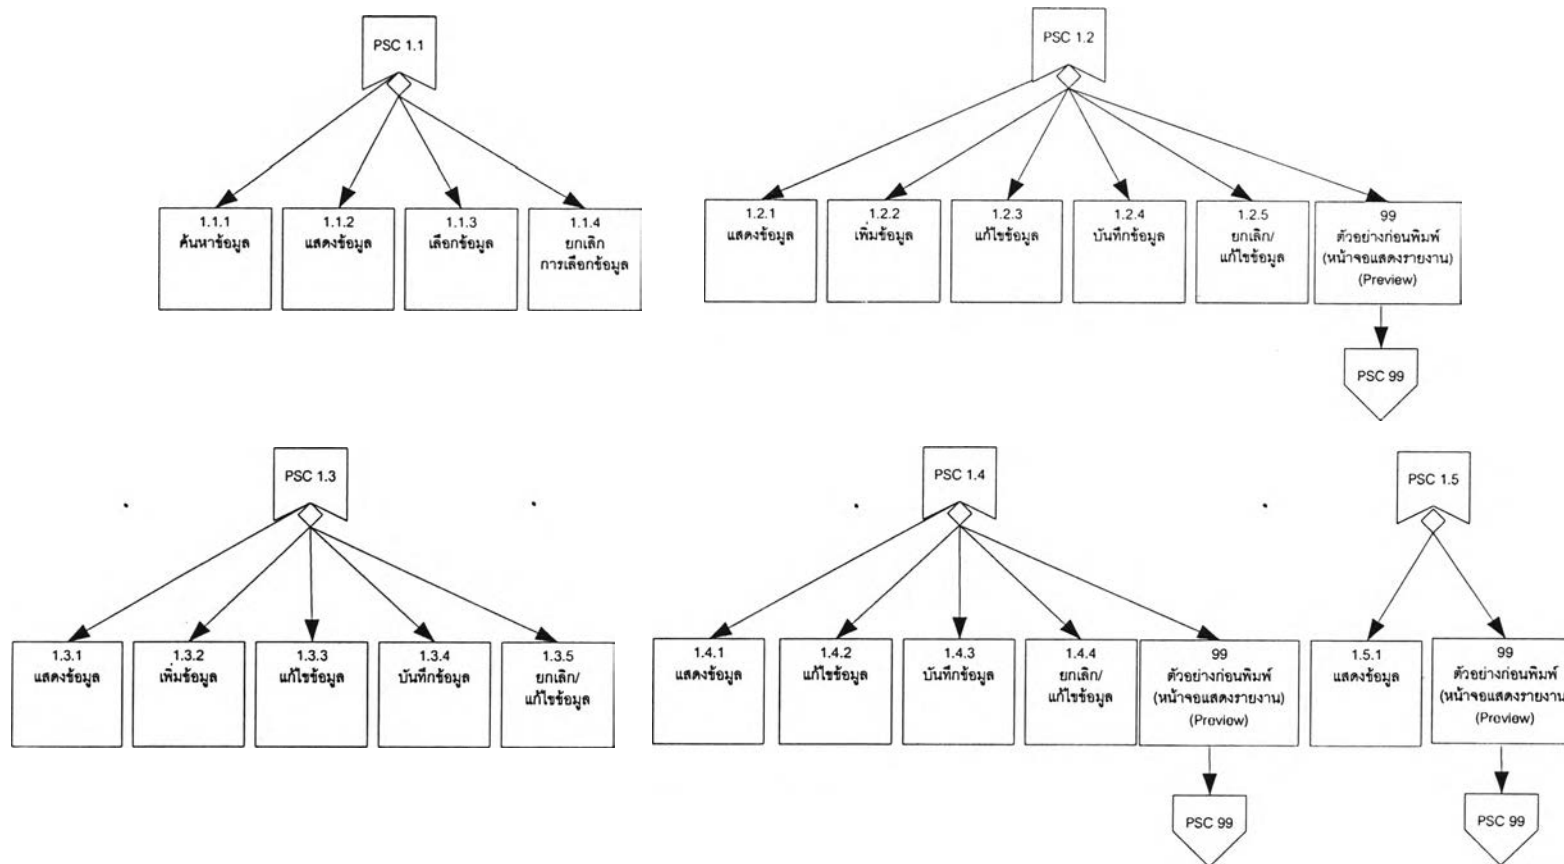 PSC 1.1
1.1.1
ค้นหาข้อมูล
1.1.2
แสดงข้อมูล
1.1.3
เลือกข้อมูล
1.1.4
ยกเลิก
การเลือกข้อมูล
PSC 1.2
1.2.1
แสดงข้อมูล
1.2.2
เพิ่มข้อมูล
1.2.3
แก้ไขข้อมูล
1.2.4
บันทึกข้อมูล
1.2.5
ยกเลิก/
แก้ไขข้อมูล
99
ตัวอย่างก่อนพิมพ์
(หน้าจอแสดงรายงาน)
(Preview)
PSC 99
PSC 1.3
1.3.1
แสดงข้อมูล
1.3.2
เพิ่มข้อมูล
1.3.3
แก้ไขข้อมูล
1.3.4
บันทึกข้อมูล
1.3.5
ยกเลิก/
แก้ไขข้อมูล
PSC 1.4
1.4.1
แสดงข้อมูล
1.4.2
แก้ไขข้อมูล
1.4.3
บันทึกข้อมูล
1.4.4
ยกเลิก/
แก้ไขข้อมูล
99
ตัวอย่างก่อนพิมพ์
(หน้าจอแสดงรายงาน)
(Preview)
PSC 99
PSC 1.5
1.5.1
แสดงข้อมูล
99
ตัวอย่างก่อนพิมพ์
(หน้าจอแสดงรายงาน)
(Preview)
PSC 99